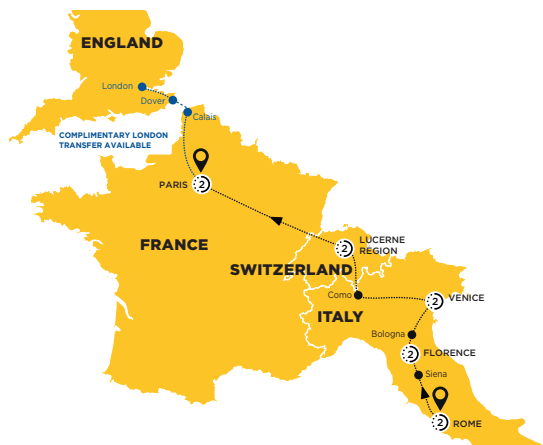 ENGLAND
London
Dover
Calais
COMPLIMENTARY LONDON
TRANSFER AVAILABLE
PARIS
2
FRANCE
2
LUCERNE
REGION
SWITZERLAND
Como
2
VENICE
ITALY
Bologna
2
FLORENCE
Siena
2
ROME